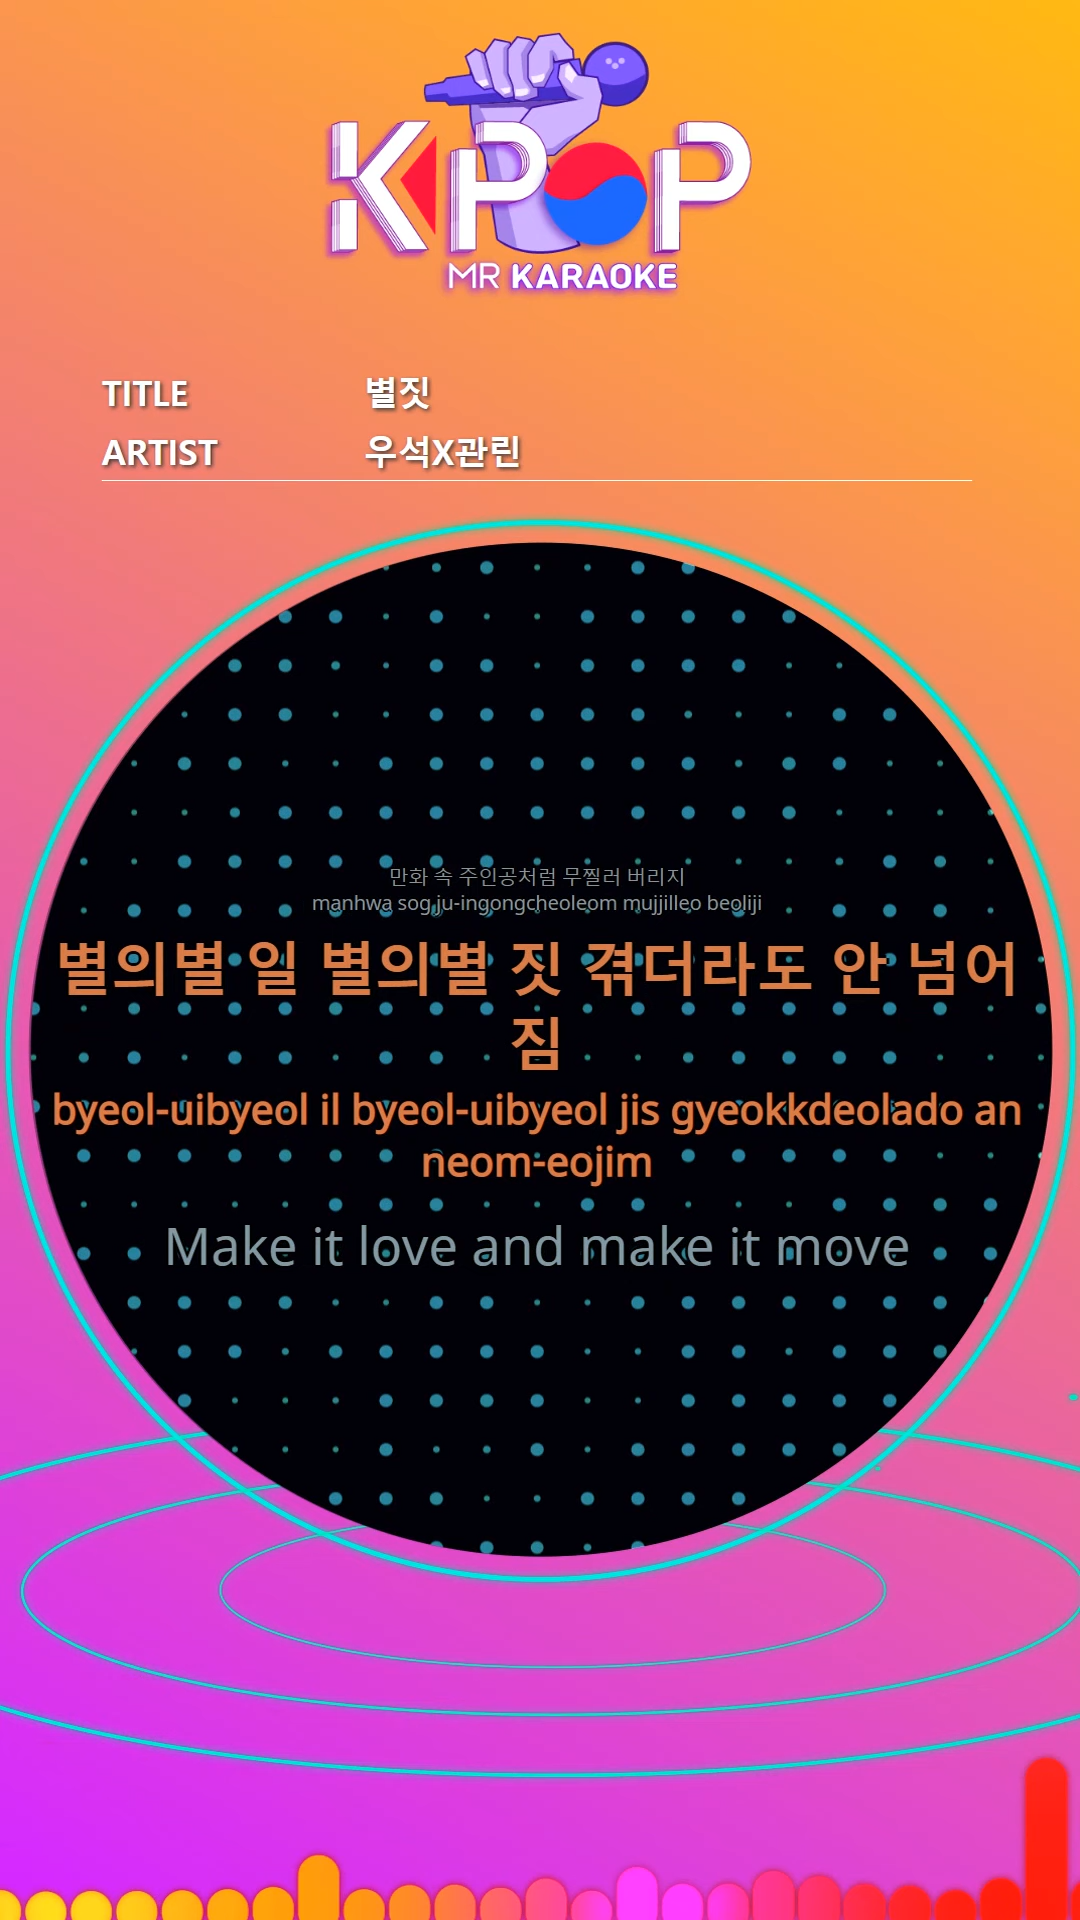 KPOP
MR KARAOKE
TITLE 별짓
ARTIST 우석X관린
만화 속 주인공처럼 무찔러 버리지
manhwa sog ju-ingongcheoleom mujjilleo beoliji
별의별 일 별의별 짓 겪더라도 안 넘어
짐
byeol-uibyeol il byeol-uibyeol jis gyeokkdeolado an
neom-eojim
Make it love and make it move